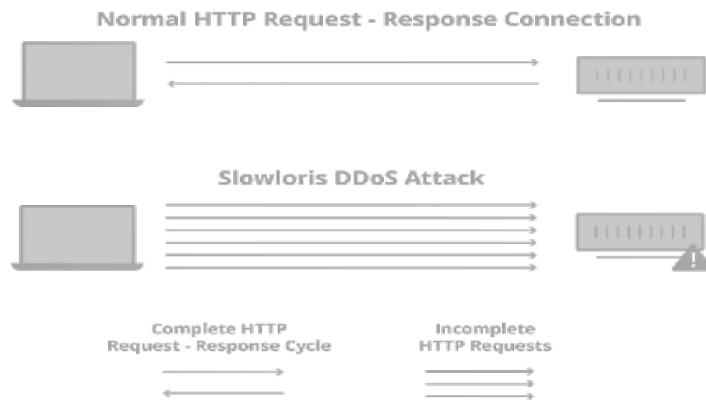 Normal HTTP Request - Response Connection
Slowloris DDoS Attack
!
Complete HTTP
Request - Response Cycle
Incomplete
HTTP Requests